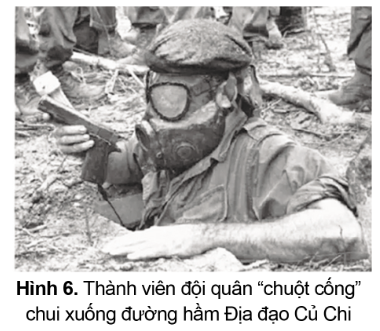 Hình 6. Thành viên đội quân “chuột cống”
chui xuống đường hầm Địa đạo Củ Chi